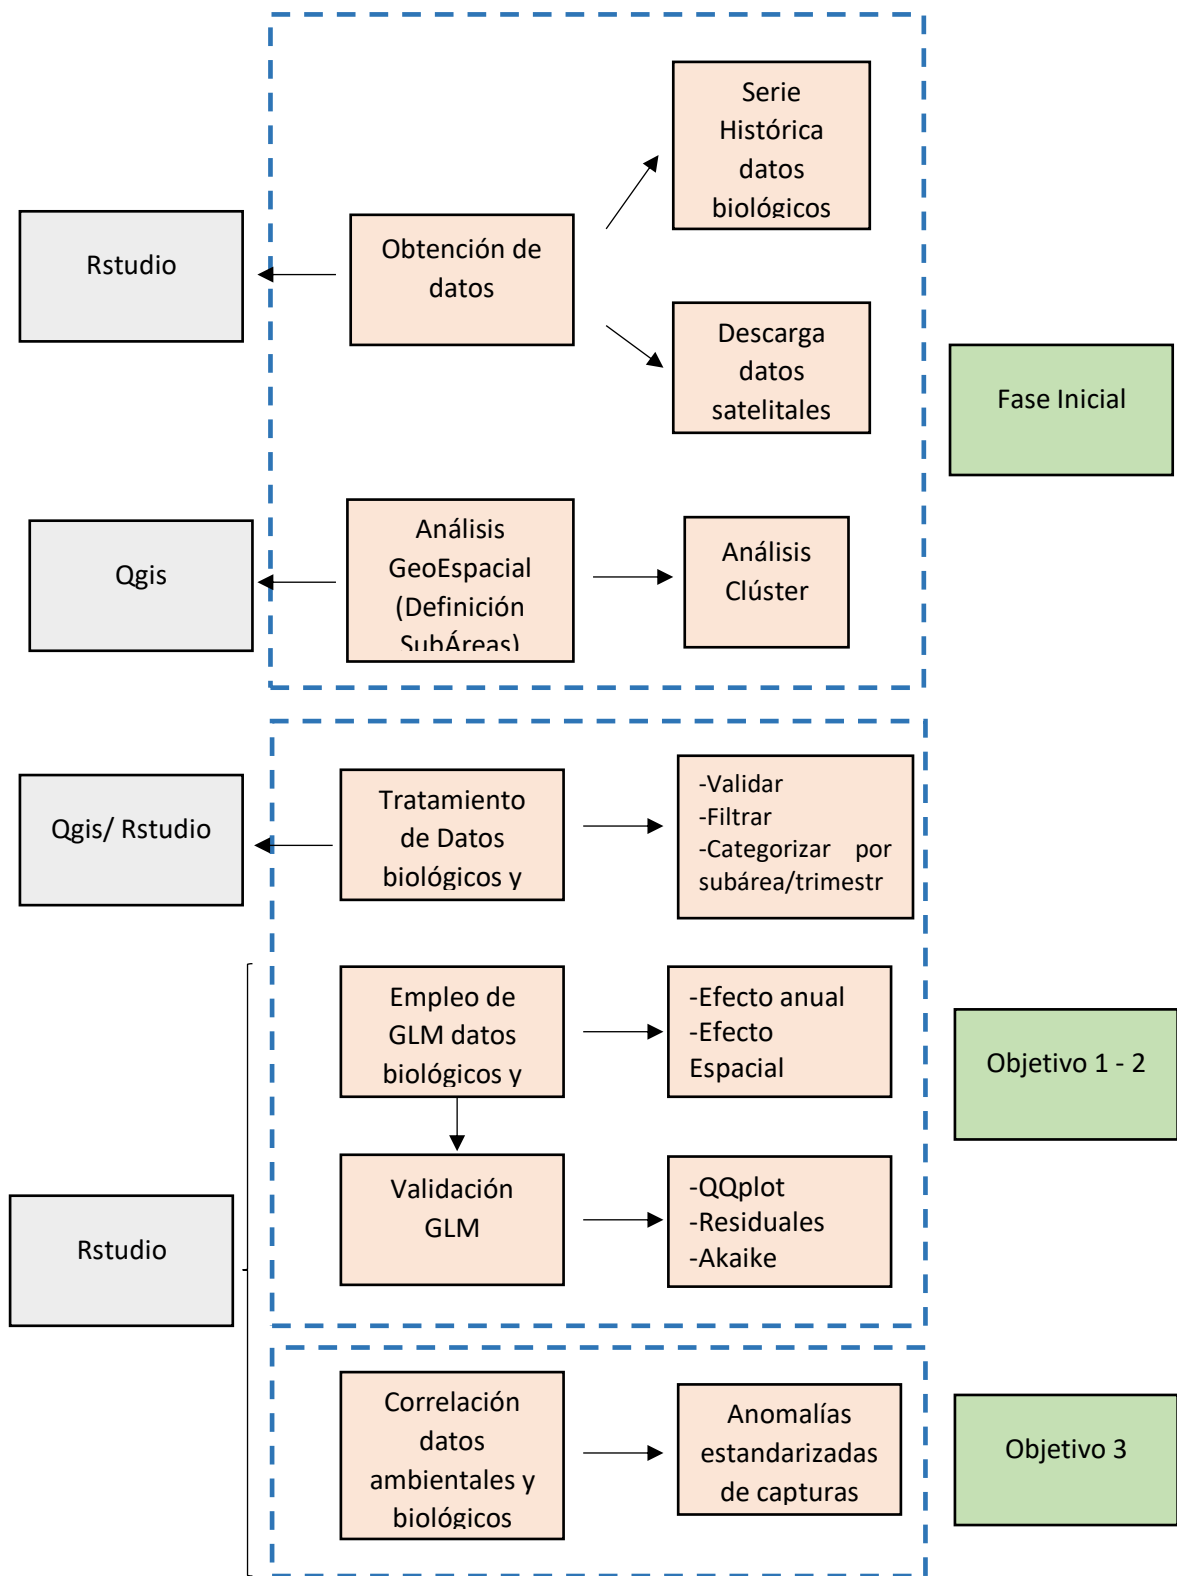 Serie
Histórica
datos
biológicos
Rstudio
Obtención de
datos
Descarga
datos
satelitales
Fase Inicial
Qgis
Análisis
GeoEspacial
(Definición
SubÁreas)
Análisis
Clúster
Qgis/ Rstudio
Tratamiento
de Datos
biológicos y
-Validar
-Filtrar
-Categorizar por
subárea/trimestr
Empleo de
GLM datos
biológicos y
-Efecto anual
-Efecto
Espacial
Objetivo 1 - 2
Validación
GLM
-QQplot
-Residuales
-Akaike
Rstudio
Correlación
datos
ambientales y
biológicos
Anomalías
estandarizadas
de capturas
Objetivo 3